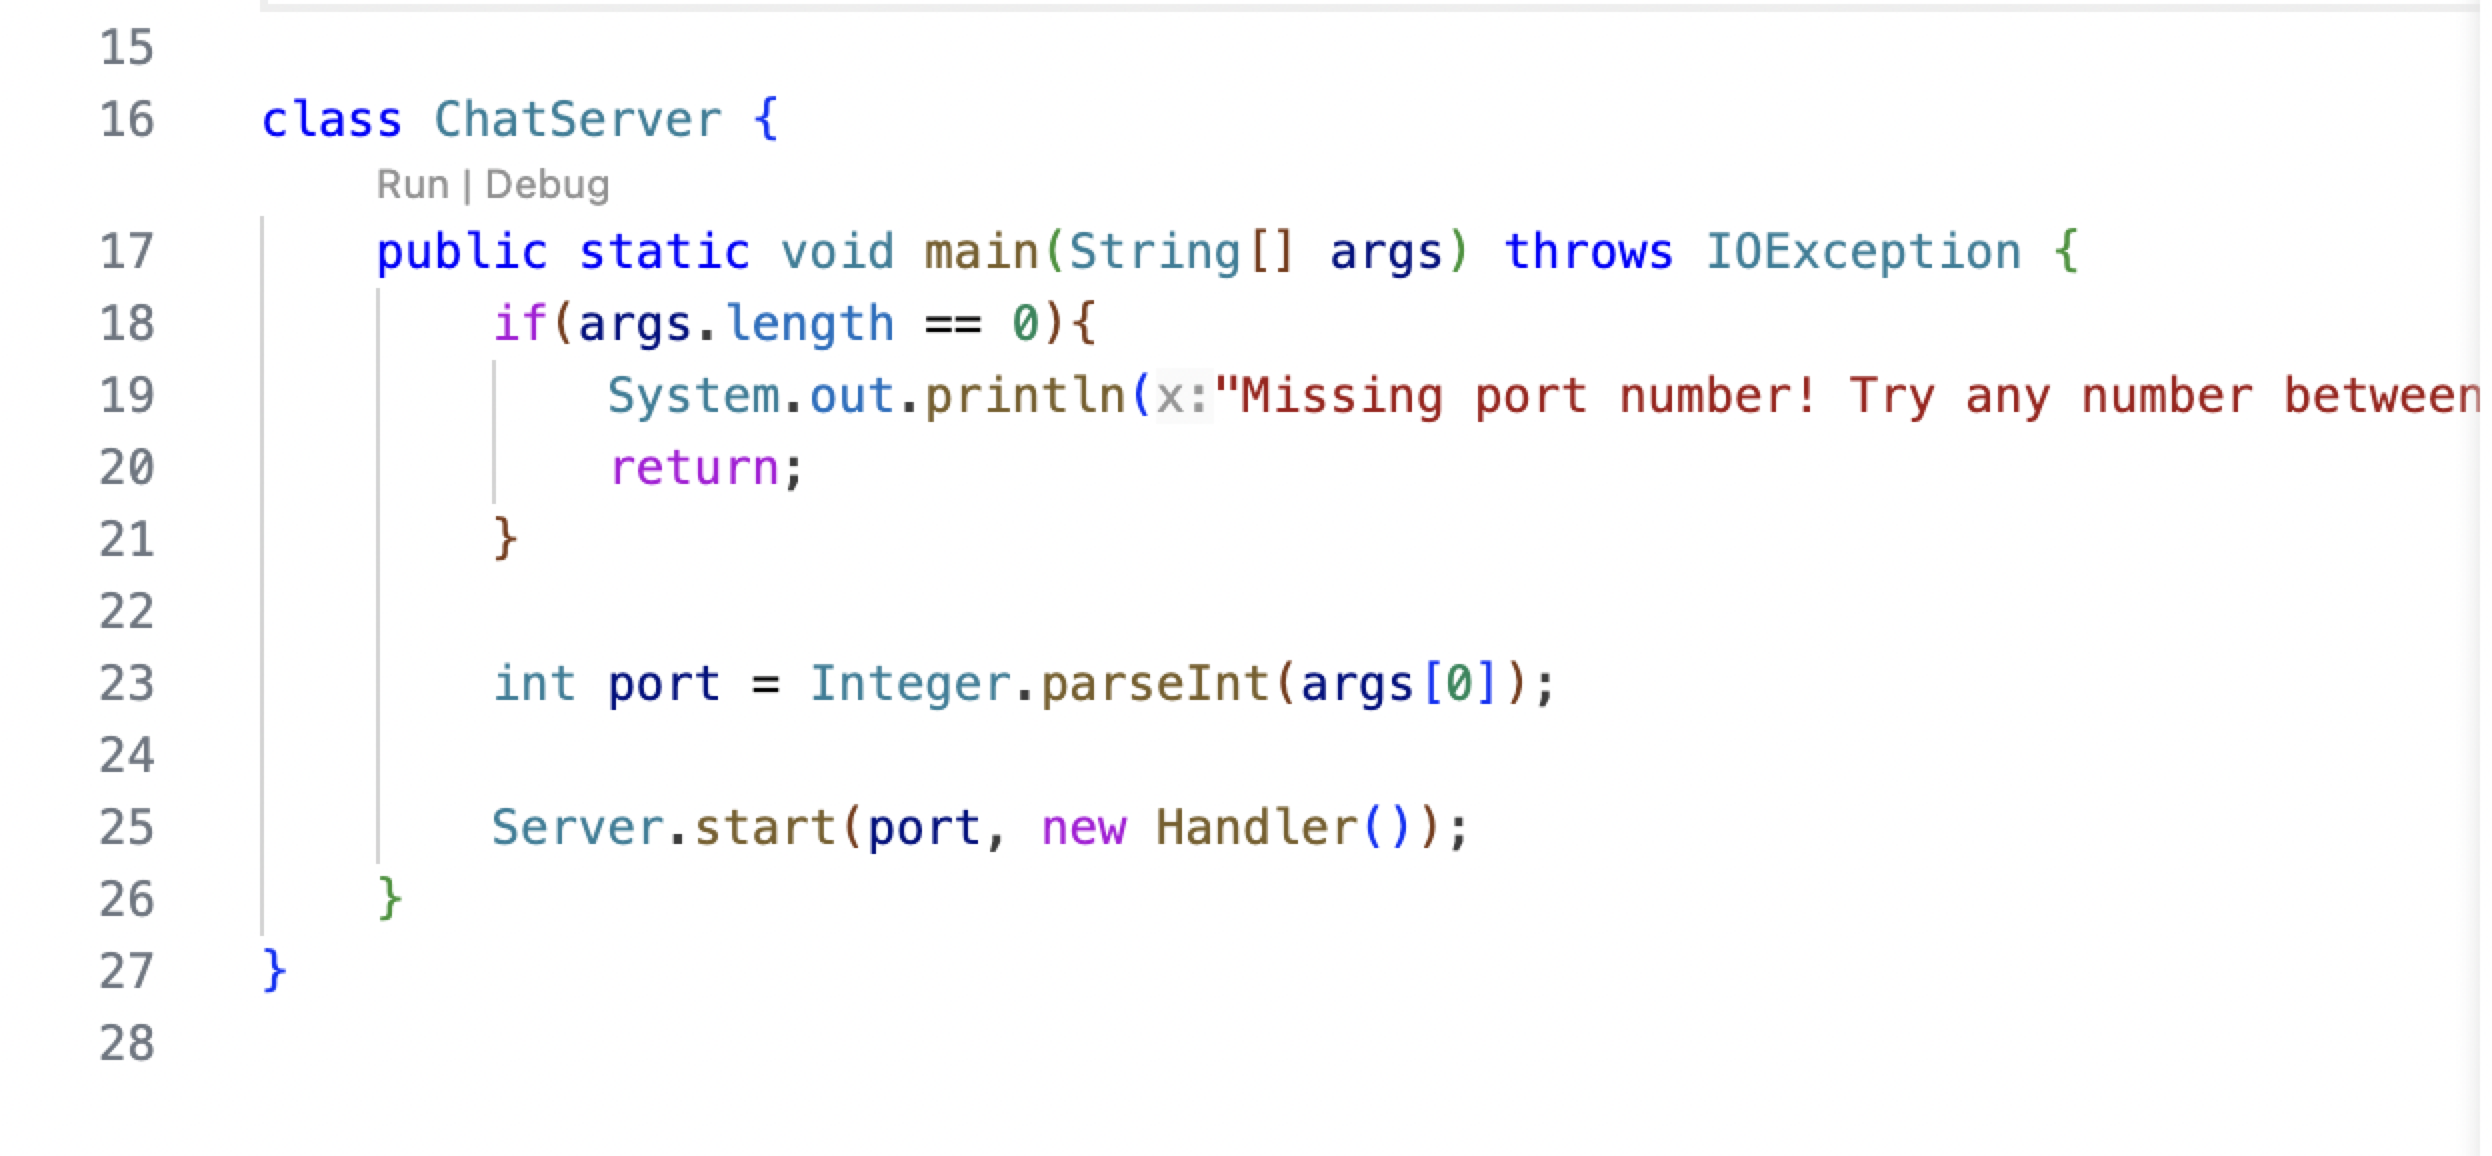 15
16 class ChatServer {
Run | Debug
17 public static void main(String[] args) throws IOException {
18 if(args.length == 0){
19 System.out.println(x:"Missing port number! Try any number between
20 return;
21 }
22
23 int port = Integer.parseInt(args[0]);
24
25 Server.start(port, new Handler());
26 }
27 }
28